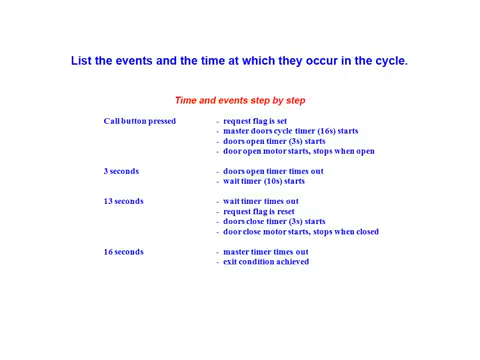 List the events and the time at which they occur in the cycle.
Time and events step by step
Call button pressed - request flag is set
- master doors cycle timer (16s) starts
- doors open timer (3s) starts
- door open motor starts, stops when open
3 seconds - doors open timer times out
- wait timer (10s) starts
13 seconds - wait timer times out
- request flag is reset
- doors close timer (3s) starts
- door close motor starts, stops when closed
16 seconds - master timer times out
- exit condition achieved